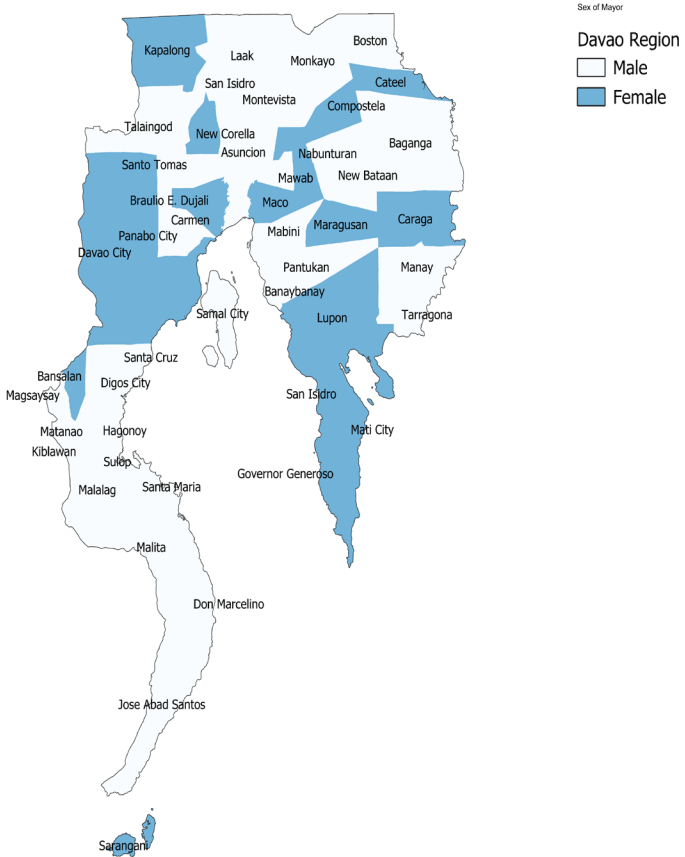 Sex of Mayor
Davao Region
Male
Female
Boston
Kapalong
Laak
Monkayo
San Isidro
Cateel
Montevista
Compostela
Talaingod
New Corella
Baganga
Asuncion
Nabunturan
Santo Tomas
New Bataan
Mawab
Braulio E. Dujali
Maco
Carmen
Caraga
Maragusan
Mabini
Panabo City
Davao City
Pantukan
Manay
Banaybanay
Samal City
Tarragona
Lupon
Santa Cruz
Bansalan
Digos City
San Isidro
Magsaysay
Matanao
Hagonoy
Mati City
Kiblawan
Sulop
Governor Generoso
Malalag
Santa Maria
Malita
Don Marcelino
Jose Abad Santos
Sarangani